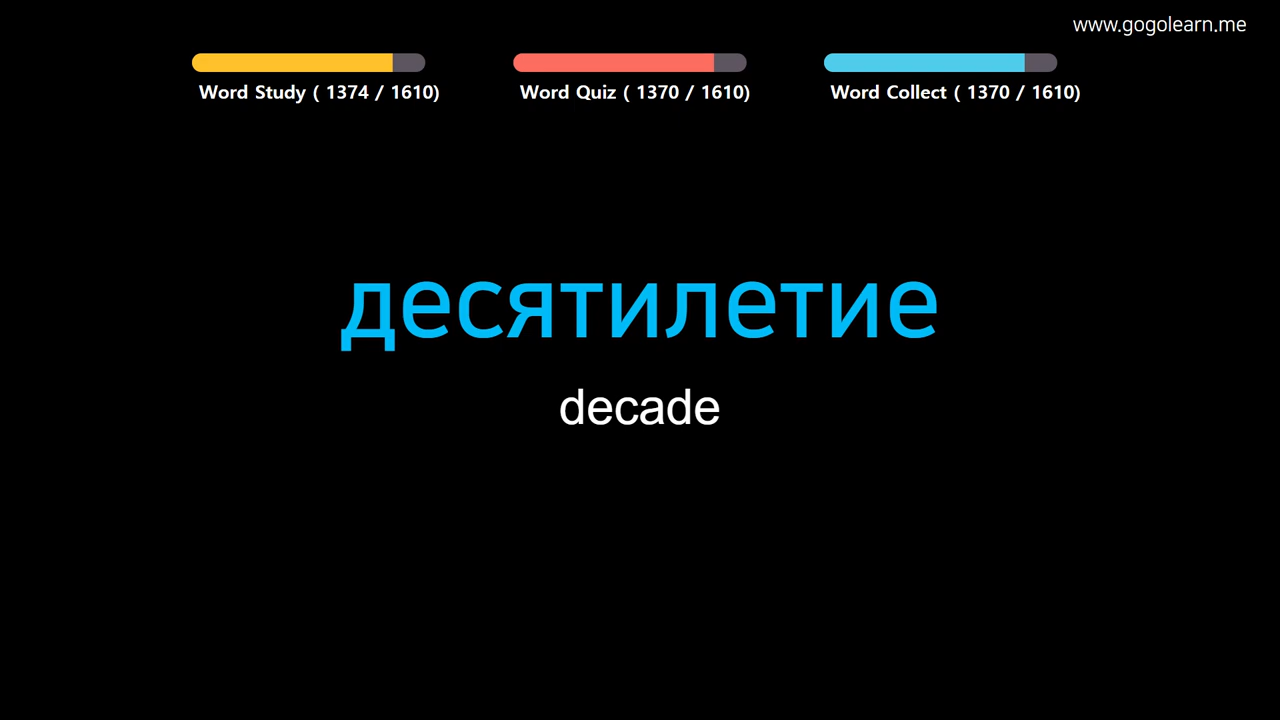 www.gogolearn.me
Word Study ( 1374 / 1610)
Word Quiz ( 1370 / 1610)
Word Collect ( 1370 / 1610)
десятилетие
decade